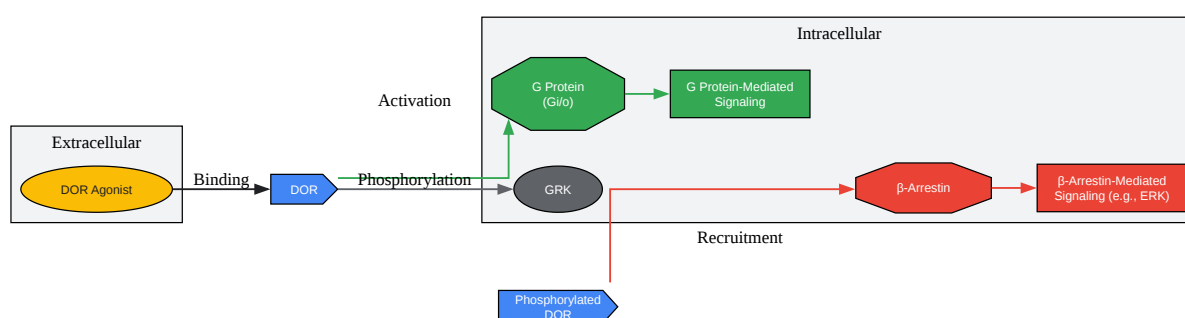 Intracellular
G Protein
(Gi/o)
G Protein-Mediated
Signaling
Activation
Extracellular
DOR Agonist
Binding
DOR
Phosphorylation
GRK
β-Arrestin
β-Arrestin-Mediated
Signaling (e.g., ERK)
Recruitment
Phosphorylated
DOR